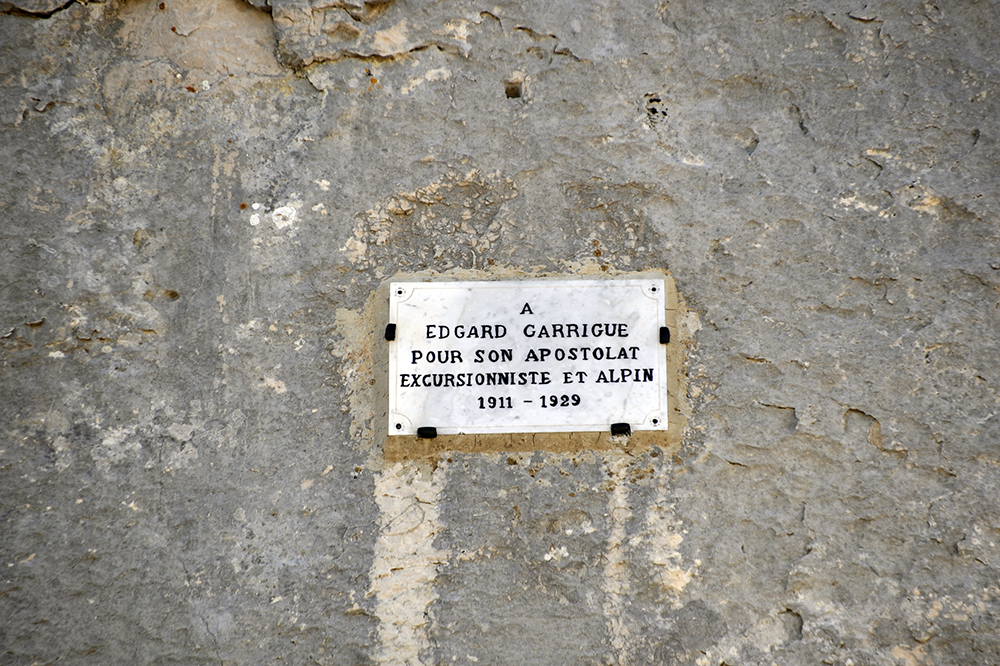 A
EDGARD GARRIGUE
POUR SON APOSTOLAT
EXCURSIONNISTE ET ALPIN
1911 - 1929